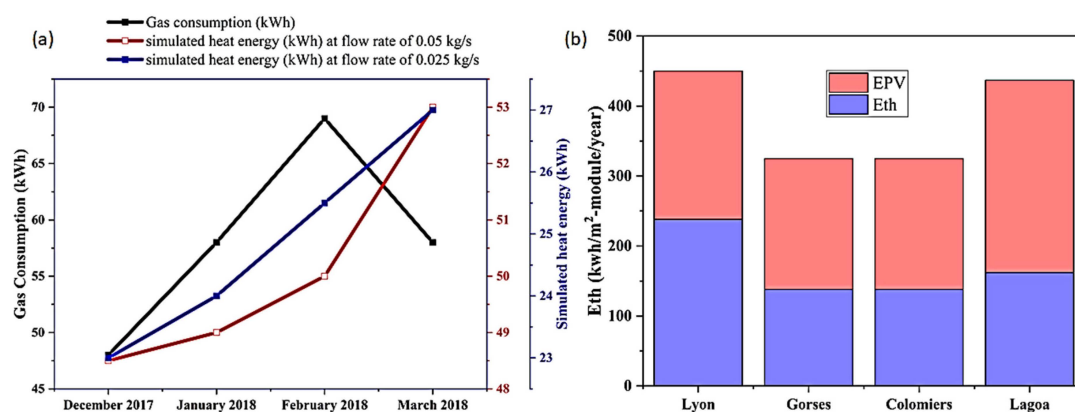 (a)
Gas consumption (kWh)
simulated heat energy (kWh) at flow rate of 0.05 kg/s
simulated heat energy (kWh) at flow rate of 0.025 kg/s
Gas Consumption (kWh)
70
65
60
55
50
45
53
52
51
50
49
48
Simulated heat energy (kWh)
27
26
25
24
23
December 2017 January 2018 February 2018 March 2018
(b)
Eth (kwh/m²-module/year)
500
400
300
200
100
0
EPV
Eth
Lyon Gorses Colomiers Lagoa